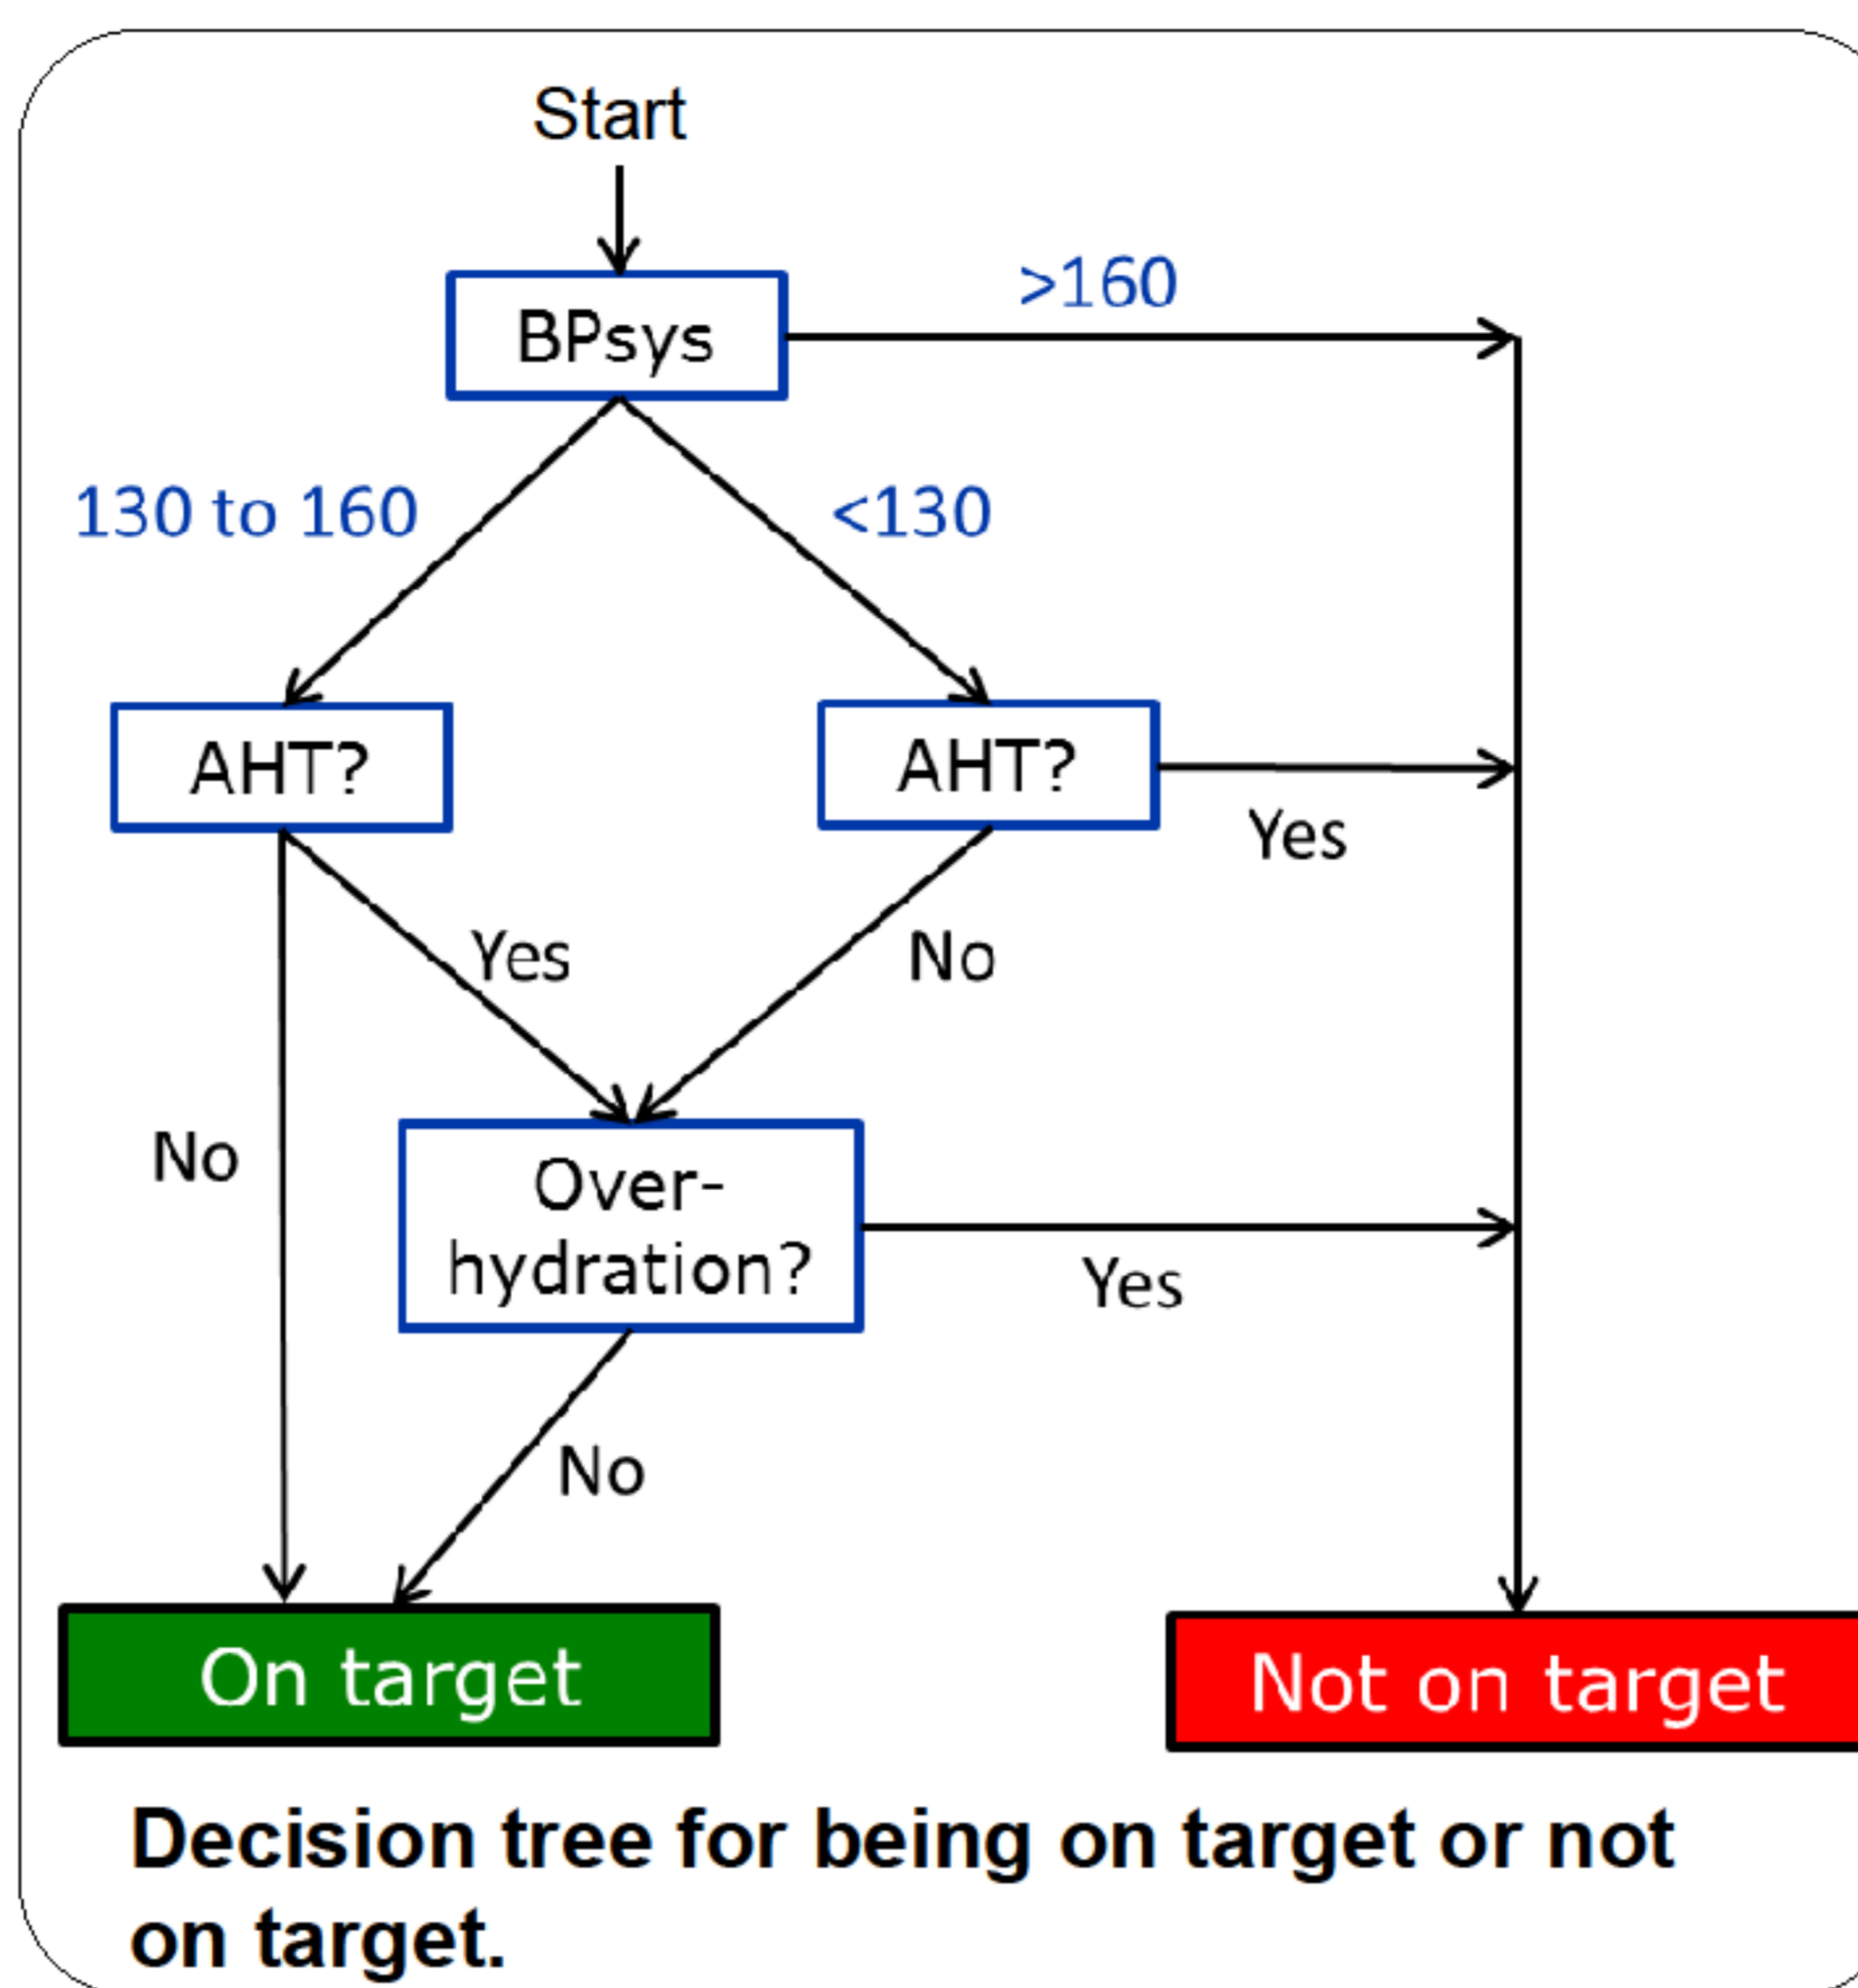 Start
BPsys
>160
130 to 160
<130
AHT?
AHT?
Yes
Yes
No
No
Over-
hydration?
Yes
No
On target
Not on target
Decision tree for being on target or not
on target.